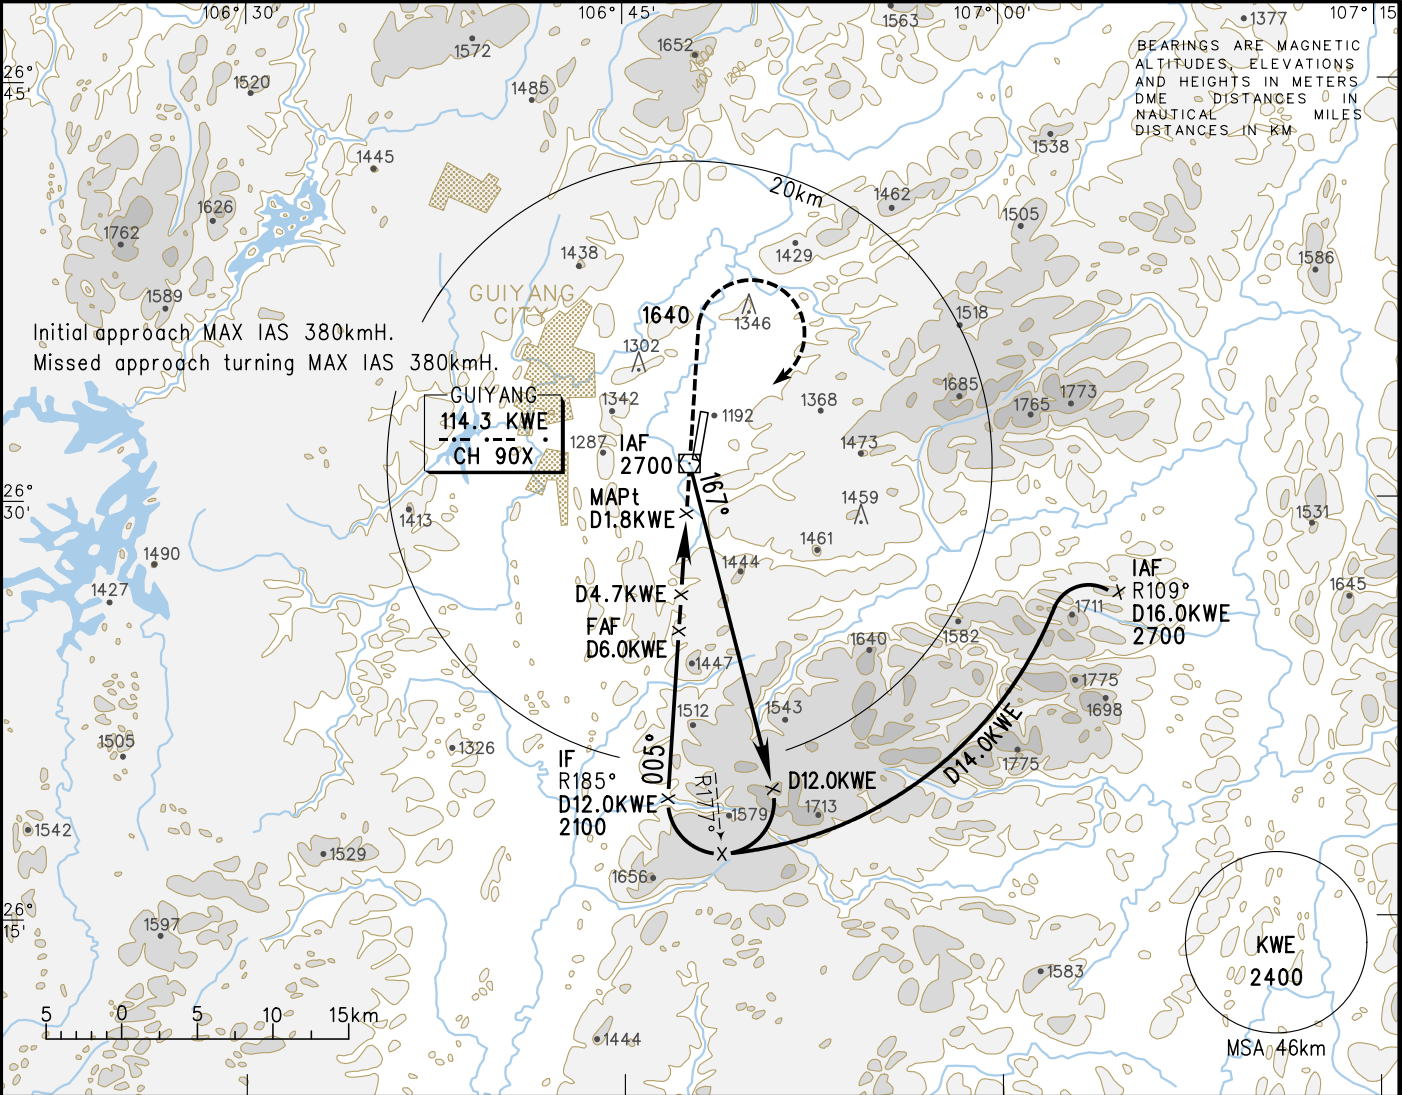 106°30'
106°45'
107°00'
107°15
26°
45'
26°
30'
26°
15'
BEARINGS ARE MAGNETIC
ALTITUDES, ELEVATIONS
AND HEIGHTS IN METERS
DME DISTANCES IN
NAUTICAL MILES
DISTANCES IN KM
1563
1377
1572
1652
1600
1400
1200
1520
1485
1445
1538
20km
1462
1626
1505
1762
1438
1429
1586
1589
GUIYANG
CITY
1640
1346
1518
Initial approach MAX IAS 380kmH.
Missed approach turning MAX IAS 380kmH.
1302
GUIYANG
114.3 KWE
CH 90X
1342
1192
1368
1685
1765
1773
1287
1473
IAF
2700
167°
MAPt
D1.8KWE
1413
1459
1531
1461
1490
1444
1427
IAF
R109°
D16.0KWE
2700
1645
D4.7KWE
FAF
D6.0KWE
1711
1582
1640
1447
1775
1698
1512
1543
D14.0KWE
1505
1326
1775
005°
IF
R185°
D12.0KWE
2100
R177°
D12.0KWE
1579
1713
1542
1529
1656
1597
1583
KWE
2400
MSA 46km
5 0 5 10 15km
1444